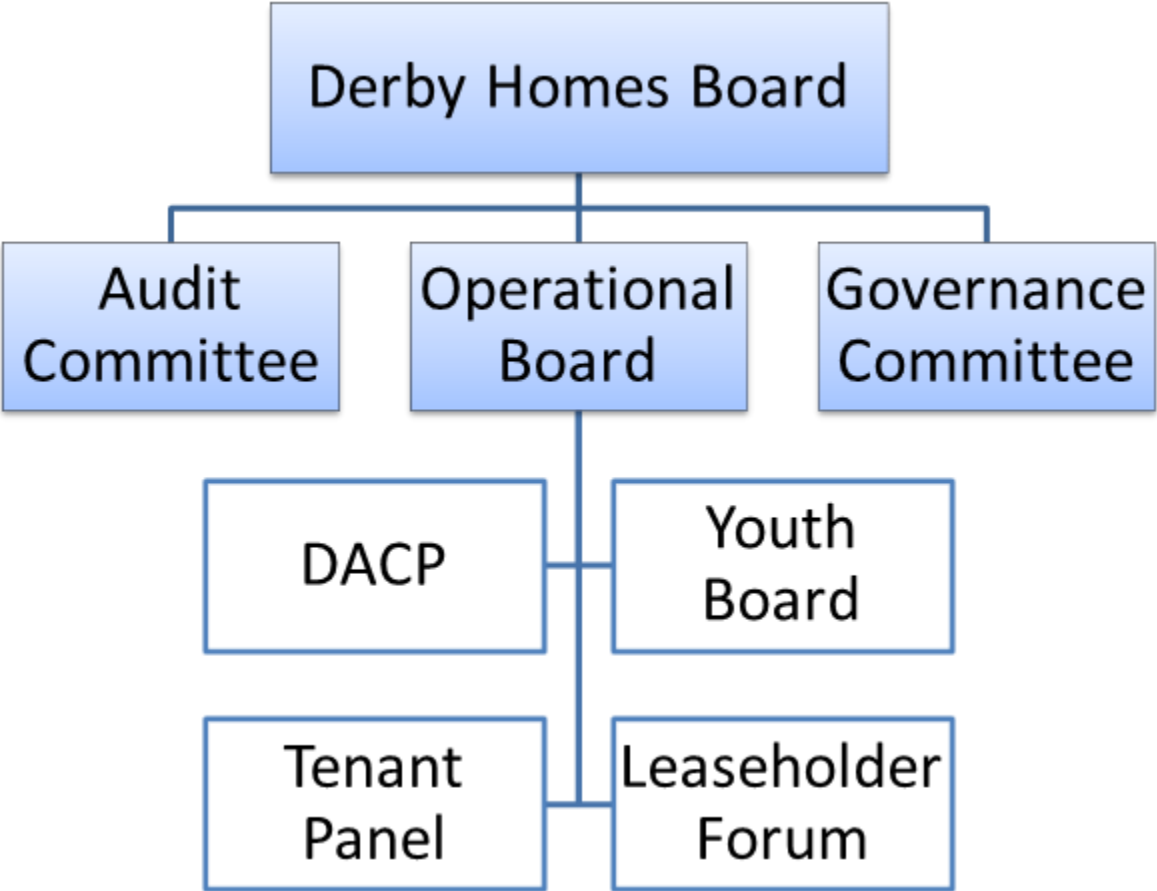 Derby Homes Board
Audit
Committee
Operational
Board
Governance
Committee
DACP
Youth
Board
Tenant
Panel
Leaseholder
Forum